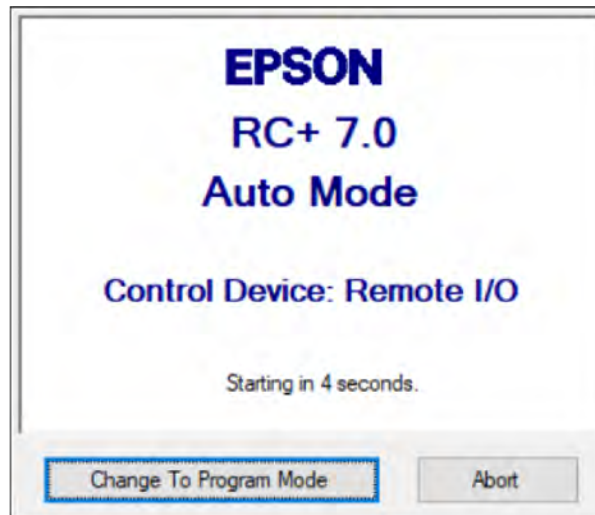 EPSON
RC+ 7.0
Auto Mode
Control Device: Remote I/O
Starting in 4 seconds.
Change To Program Mode
Abort